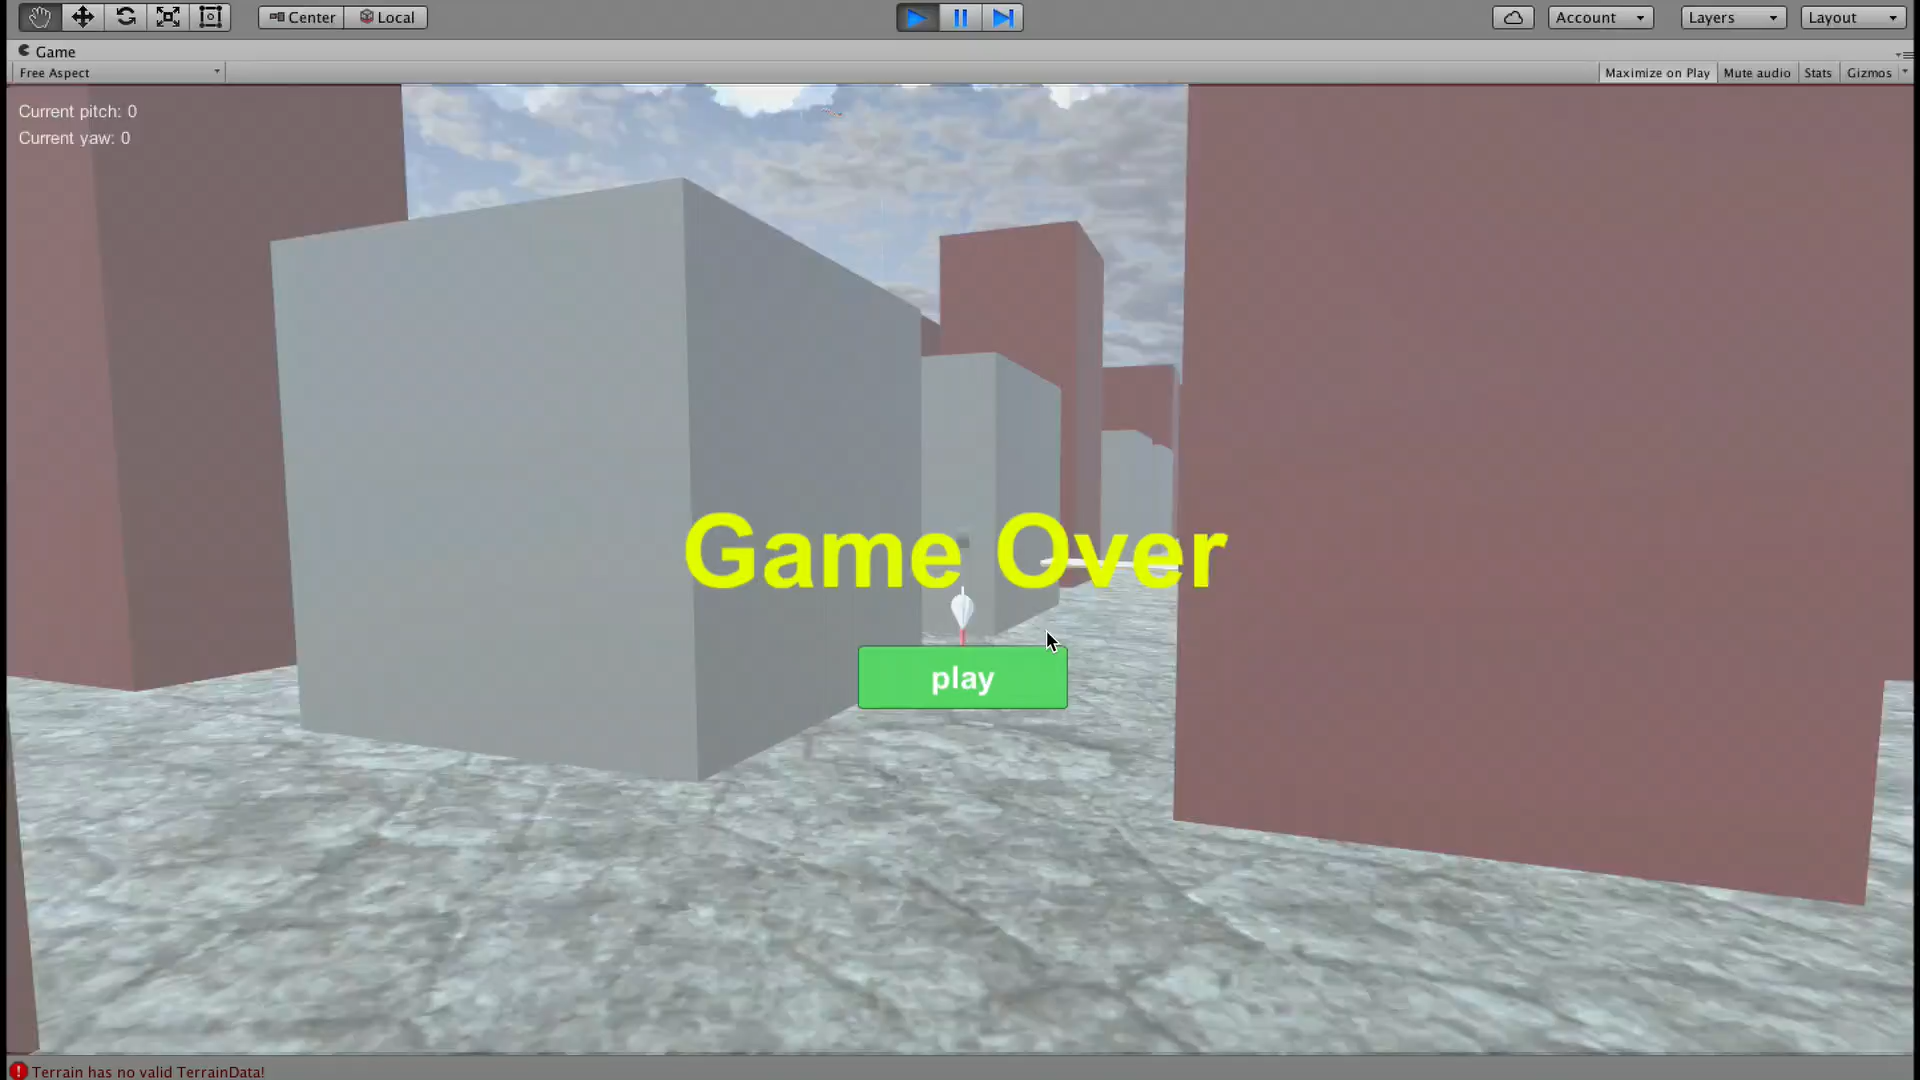 Center Local Account Layers Layout
Game
Free Aspect Maximize on Play Mute audio Stats Gizmos
Current pitch: 0
Current yaw: 0
Game Over
play
Terrain has no valid TerrainData!